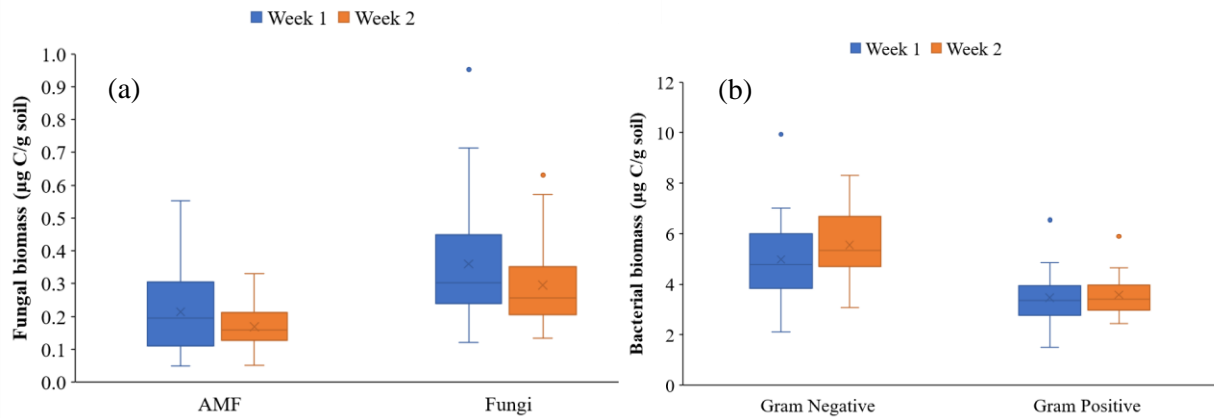 Week 1 Week 2
(a)
Fungal biomass (µg C/g soil)
1.0
0.9
0.8
0.7
0.6
0.5
0.4
0.3
0.2
0.1
0.0
AMF Fungi
Week 1 Week 2
(b)
Bacterial biomass (µg C/g soil)
12
10
8
6
4
2
0
Gram Negative Gram Positive